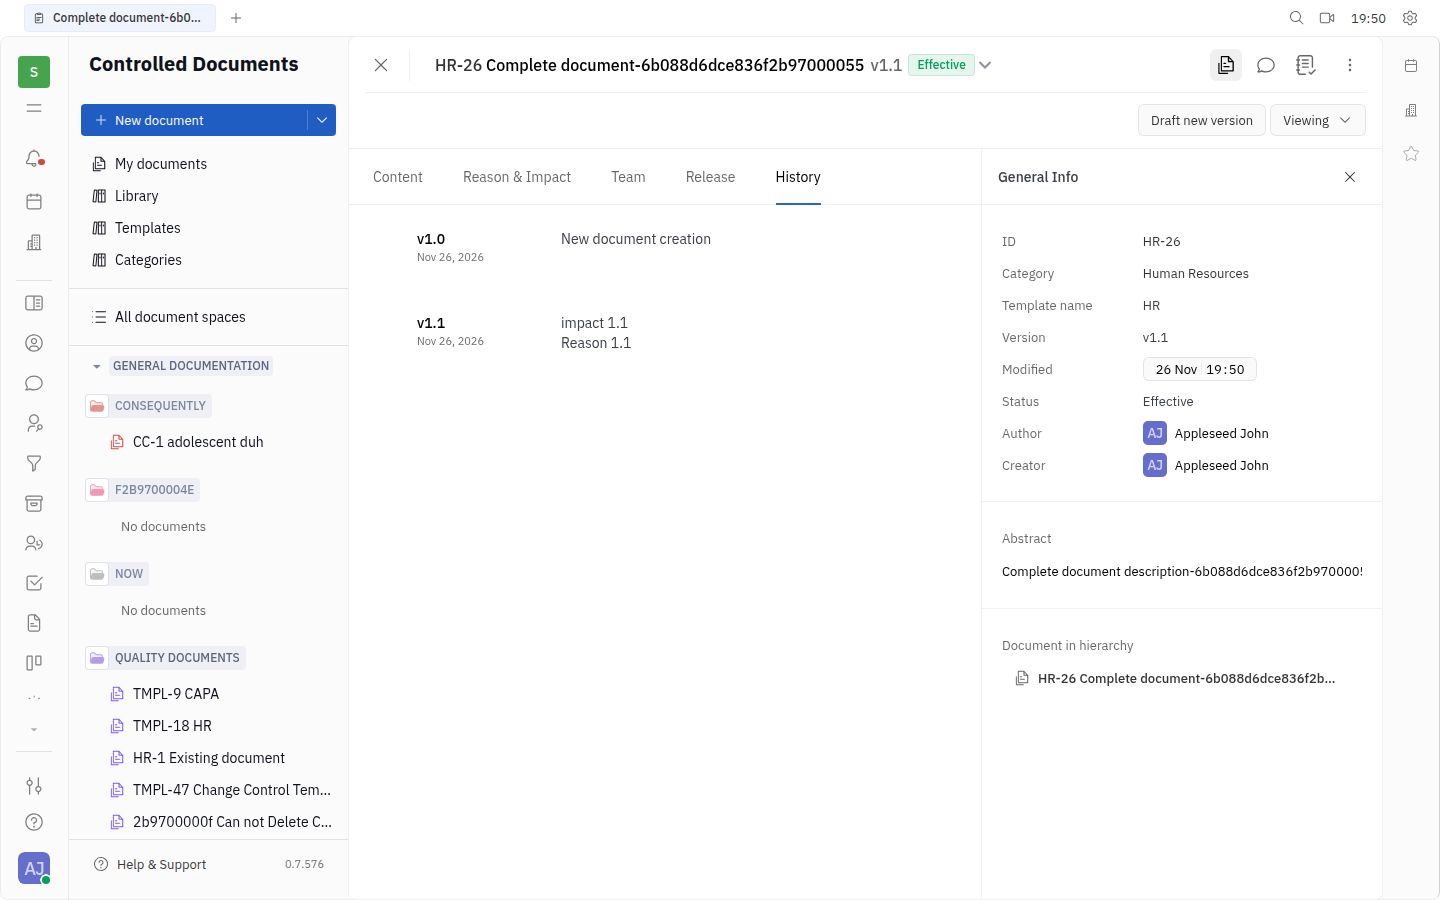 Complete document-6b0...
19:50
S
Controlled Documents
New document
My documents
Library
Templates
Categories
All document spaces
GENERAL DOCUMENTATION
CONSEQUENTLY
CC-1 adolescent duh
F2B9700004E
No documents
NOW
No documents
QUALITY DOCUMENTS
TMPL-9 CAPA
TMPL-18 HR
HR-1 Existing document
TMPL-47 Change Control Tem...
2b9700000f Can not Delete C...
Help & Support
0.7.576
AJ
HR-26 Complete document-6b088d6dce836f2b97000055 v1.1 Effective
Draft new version
Viewing
Content
Reason & Impact
Team
Release
History
v1.0
Nov 26, 2026
New document creation
v1.1
Nov 26, 2026
impact 1.1
Reason 1.1
General Info
ID HR-26
Category Human Resources
Template name HR
Version v1.1
Modified 26 Nov 19:50
Status Effective
Author AJ Appleseed John
Creator AJ Appleseed John
Abstract
Complete document description-6b088d6dce836f2b970000
Document in hierarchy
HR-26 Complete document-6b088d6dce836f2b...